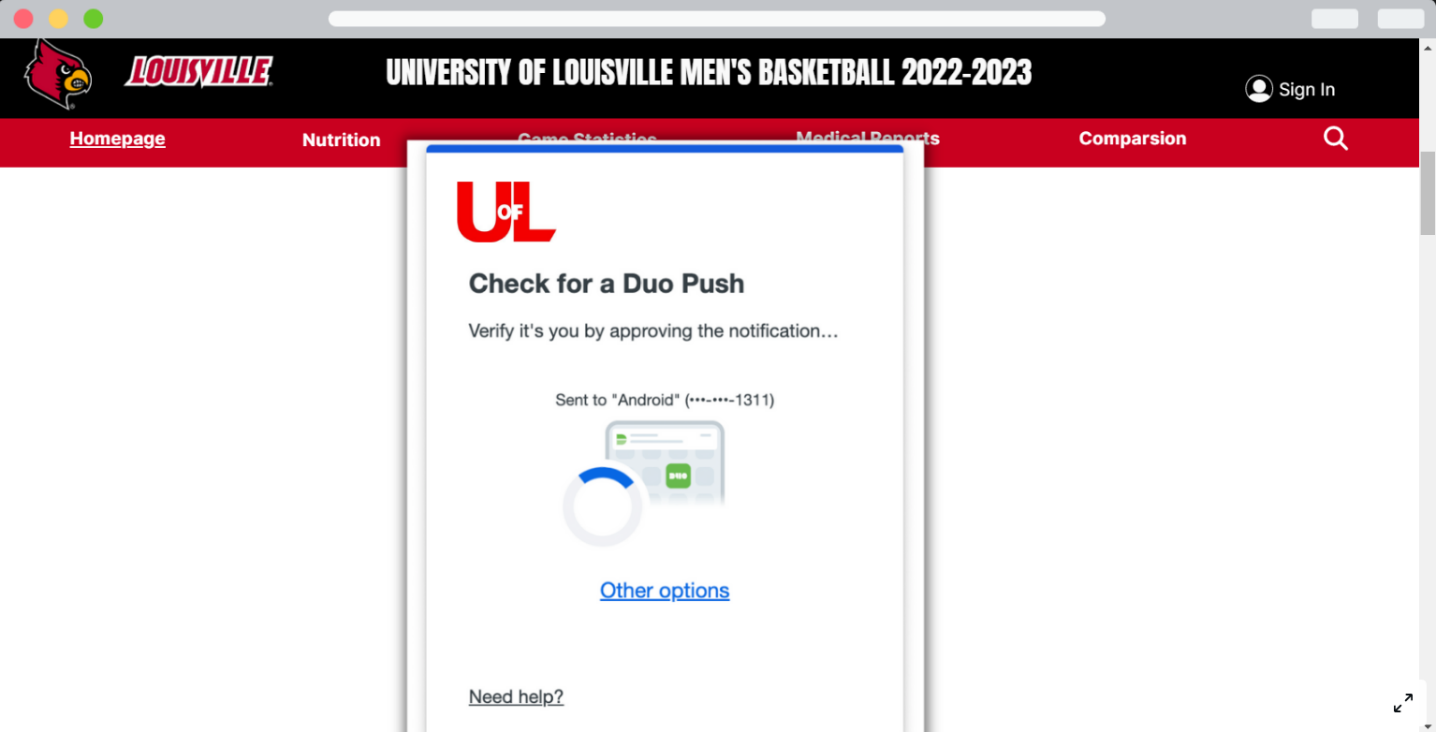 LOUISVILLE
UNIVERSITY OF LOUISVILLE MEN'S BASKETBALL 2022-2023
Sign In
Homepage
Nutrition
Game Statistics
Medical Reports
Comparsion
U OF L
Check for a Duo Push
Verify it's you by approving the notification...
Sent to "Android" (•••-•••-1311)
DUO
Other options
Need help?